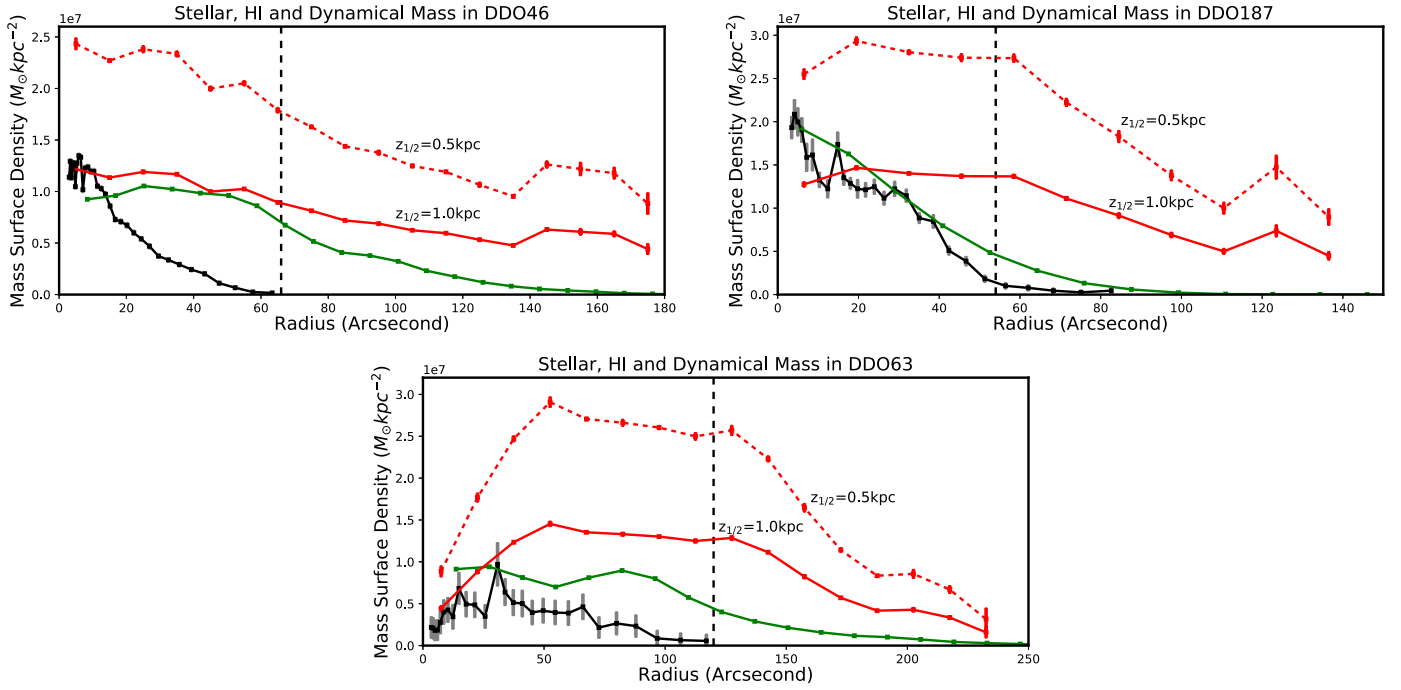 Stellar, HI and Dynamical Mass in DDO46
1e7
Mass Surface Density (M⊙kpc−2)
2.5
2.0
1.5
1.0
0.5
0.0
z1/2=0.5kpc
z1/2=1.0kpc
0 20 40 60 80 100 120 140 160 180
Radius (Arcsecond)
Stellar, HI and Dynamical Mass in DDO187
1e7
Mass Surface Density (M⊙kpc−2)
3.0
2.5
2.0
1.5
1.0
0.5
0.0
z1/2=0.5kpc
z1/2=1.0kpc
0 20 40 60 80 100 120 140
Radius (Arcsecond)
Stellar, HI and Dynamical Mass in DDO63
1e7
Mass Surface Density (M⊙kpc−2)
3.0
2.5
2.0
1.5
1.0
0.5
0.0
z1/2=0.5kpc
z1/2=1.0kpc
0 50 100 150 200 250
Radius (Arcsecond)